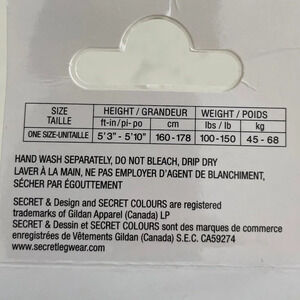 SIZE HEIGHT / GRANDEUR WEIGHT / POIDS
TAILLE ft-in/pi-po cm lbs / lb kg
ONE SIZE-UNITAILLE 5'3" - 5'10" 160-178 100-150 45 - 68
HAND WASH SEPARATELY, DO NOT BLEACH, DRIP DRY
LAVER À LA MAIN, NE PAS EMPLOYER D'AGENT DE BLANCHIMENT,
SÉCHER PAR ÉGOUTTEMENT
SECRET & Design and SECRET COLOURS are registered
trademarks of Gildan Apparel (Canada) LP
SECRET & Dessin et SECRET COLOURS sont des marques de commerce
enregistrées de Vêtements Gildan (Canada) S.E.C. CA59274
www.secretlegwear.com